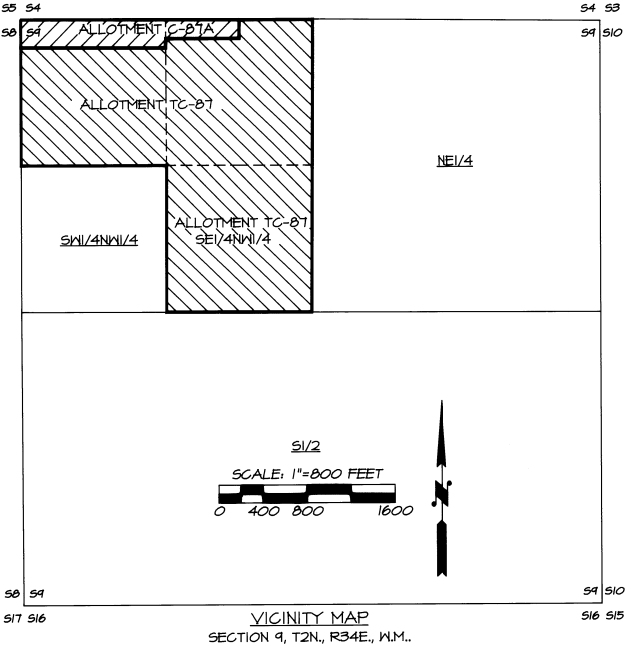 S5 S4
S4 S3
S8 S9
S9 S10
ALLOTMENT C-87A
ALLOTMENT TC-87
NE1/4
ALLOTMENT TC-87
SE1/4NW1/4
SW1/4NW1/4
S1/2
SCALE: 1"=800 FEET
0 400 800 1600
N
S8 S9
S9 S10
S17 S16
S16 S15
VICINITY MAP
SECTION 9, T2N., R34E., W.M..